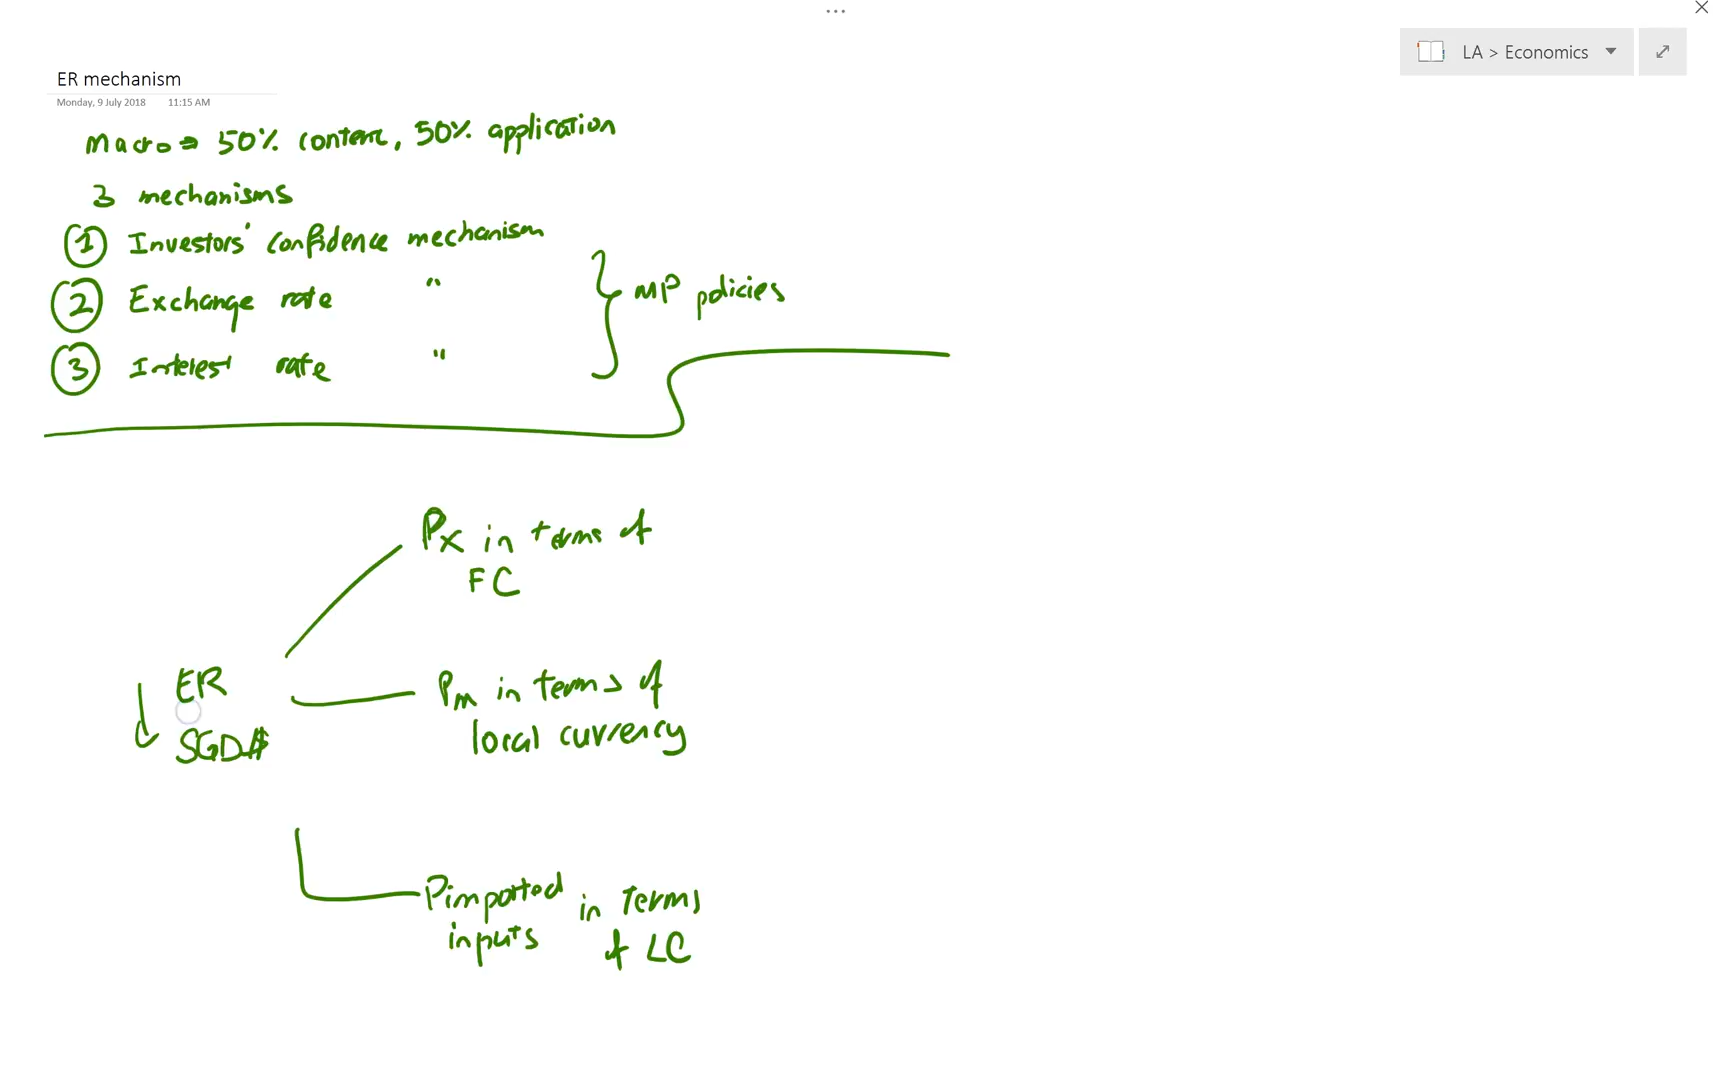 LA > Economics
ER mechanism
Monday, 9 July 2018 11:15 AM
Macro → 50% content, 50% application
3 mechanisms
① Investors' confidence mechanism
② Exchange rate "
③ Interest rate "
MP policies
Px in terms of
FC
ER
SGD$
Pm in terms of
local currency
Pimported in terms
inputs of LC